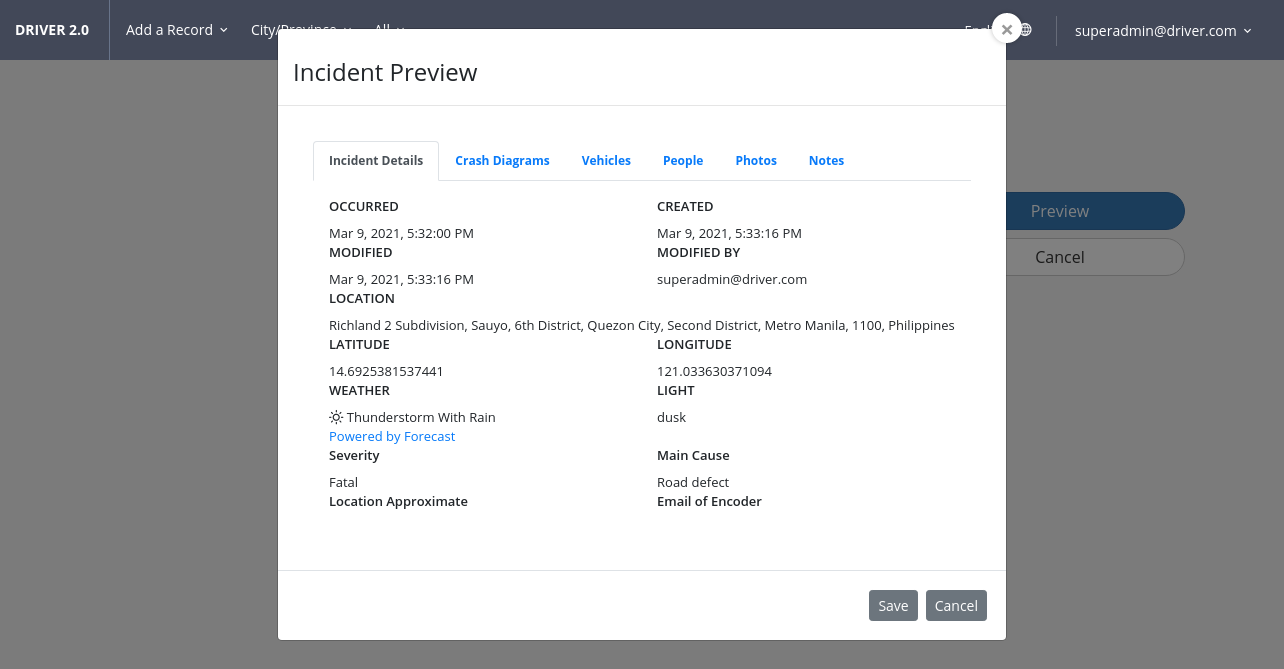 DRIVER 2.0 Add a Record City/Province All superadmin@driver.com
Incident Preview
Incident Details Crash Diagrams Vehicles People Photos Notes
OCCURRED CREATED
Mar 9, 2021, 5:32:00 PM Mar 9, 2021, 5:33:16 PM
MODIFIED MODIFIED BY
Mar 9, 2021, 5:33:16 PM superadmin@driver.com
LOCATION
Richland 2 Subdivision, Sauyo, 6th District, Quezon City, Second District, Metro Manila, 1100, Philippines
LATITUDE LONGITUDE
14.6925381537441 121.033630371094
WEATHER LIGHT
Thunderstorm With Rain dusk
Powered by Forecast
Severity Main Cause
Fatal Road defect
Location Approximate Email of Encoder
Preview
Cancel
Save Cancel